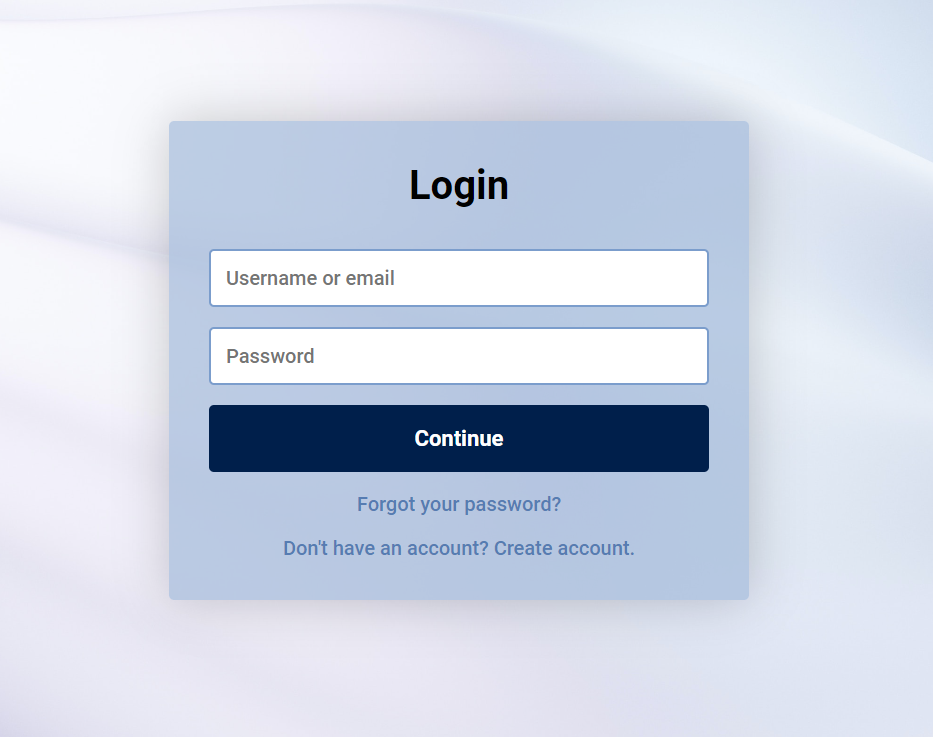 Login
Username or email
Password
Continue
Forgot your password?
Don't have an account? Create account.